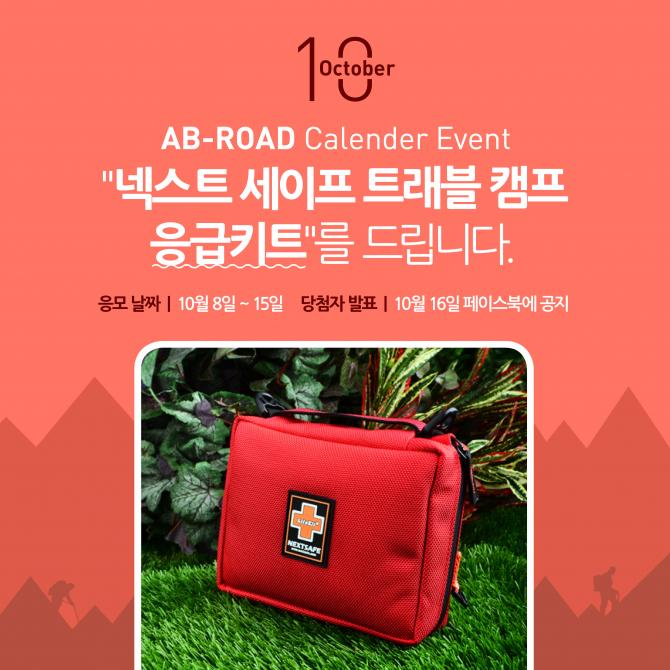 10
October
AB-ROAD Calender Event
"넥스트 세이프 트래블 캠프
응급키트"를 드립니다.
응모 날짜 | 10월 8일 ~ 15일 당첨자 발표 | 10월 16일 페이스북에 공지
NEXTSAFE